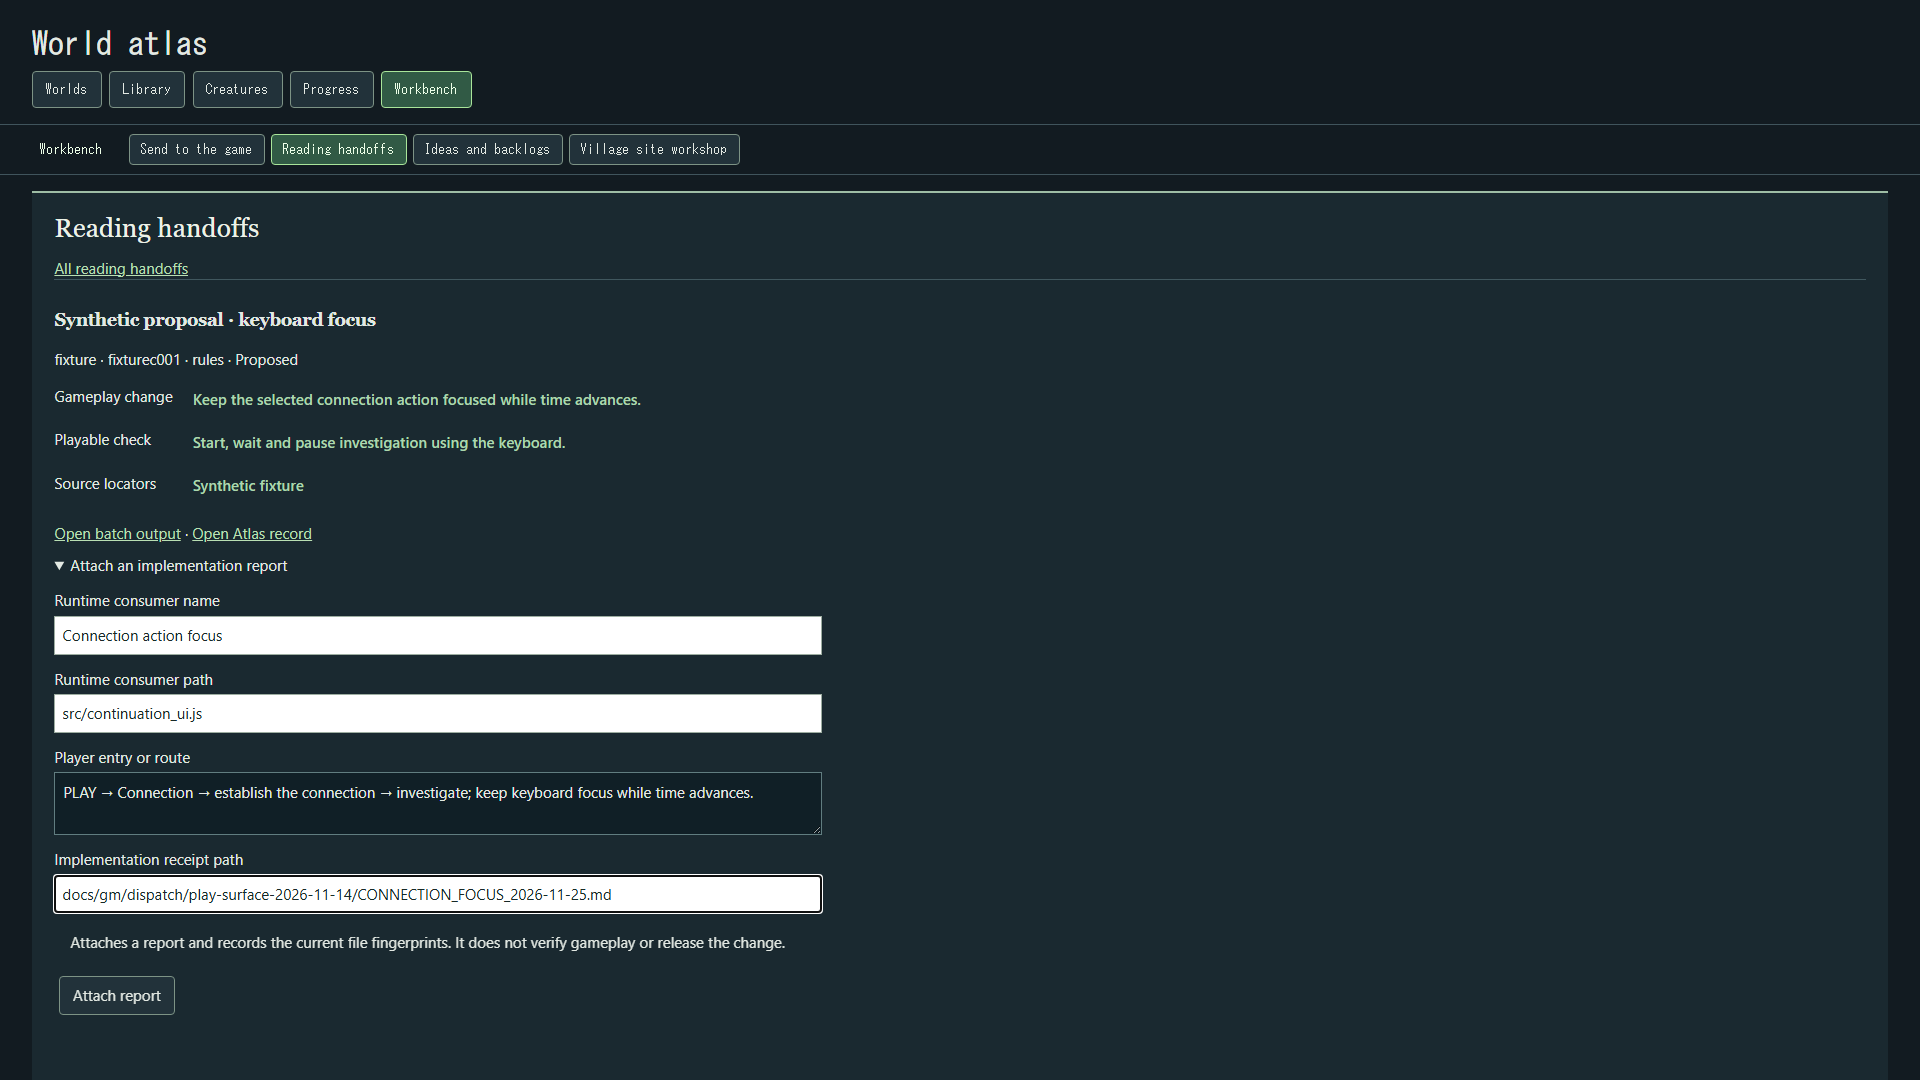 World atlas
Worlds Library Creatures Progress Workbench
Workbench Send to the game Reading handoffs Ideas and backlogs Village site workshop
Reading handoffs
All reading handoffs
Synthetic proposal · keyboard focus
fixture · fixturec001 · rules · Proposed
Gameplay change Keep the selected connection action focused while time advances.
Playable check Start, wait and pause investigation using the keyboard.
Source locators Synthetic fixture
Open batch output · Open Atlas record
▼ Attach an implementation report
Runtime consumer name
Connection action focus
Runtime consumer path
src/continuation_ui.js
Player entry or route
PLAY → Connection → establish the connection → investigate; keep keyboard focus while time advances.
Implementation receipt path
docs/gm/dispatch/play-surface-2026-11-14/CONNECTION_FOCUS_2026-11-25.md
Attaches a report and records the current file fingerprints. It does not verify gameplay or release the change.
Attach report